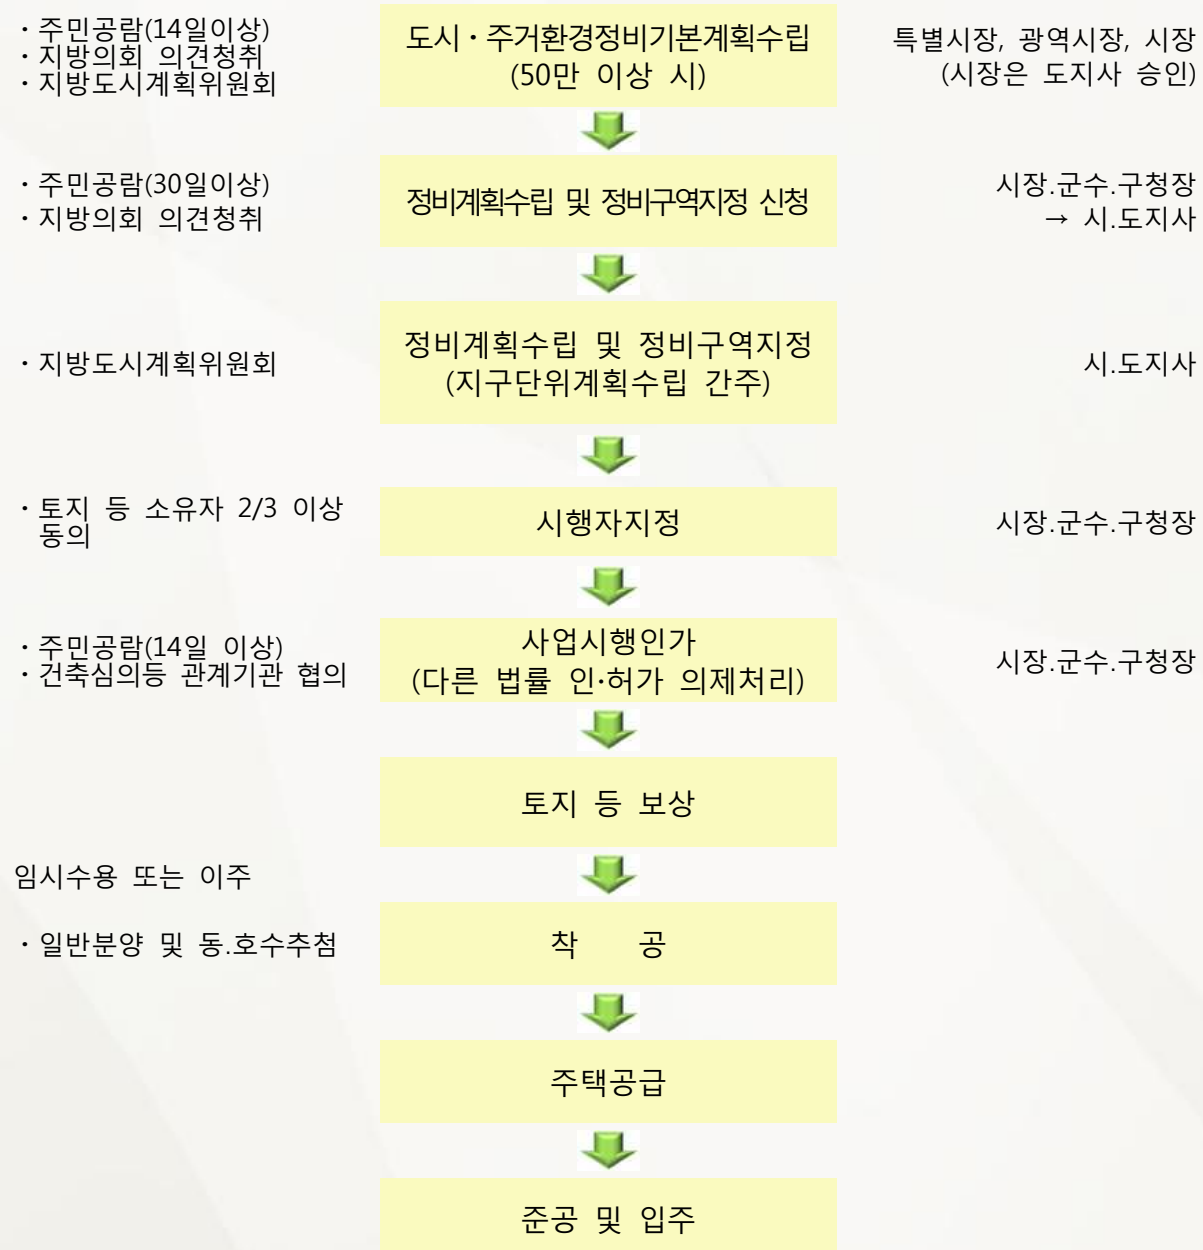 ·주민공람(14일이상)
·지방의회 의견청취
·지방도시계획위원회
도시·주거환경정비기본계획수립
(50만 이상 시)
특별시장, 광역시장, 시장
(시장은 도지사 승인)
·주민공람(30일이상)
·지방의회 의견청취
정비계획수립 및 정비구역지정 신청
시장.군수.구청장
→ 시.도지사
·지방도시계획위원회
정비계획수립 및 정비구역지정
(지구단위계획수립 간주)
시.도지사
·토지 등 소유자 2/3 이상
동의
시행자지정
시장.군수.구청장
·주민공람(14일 이상)
·건축심의등 관계기관 협의
사업시행인가
(다른 법률 인·허가 의제처리)
시장.군수.구청장
토지 등 보상
임시수용 또는 이주
·일반분양 및 동.호수추첨
착 공
주택공급
준공 및 입주